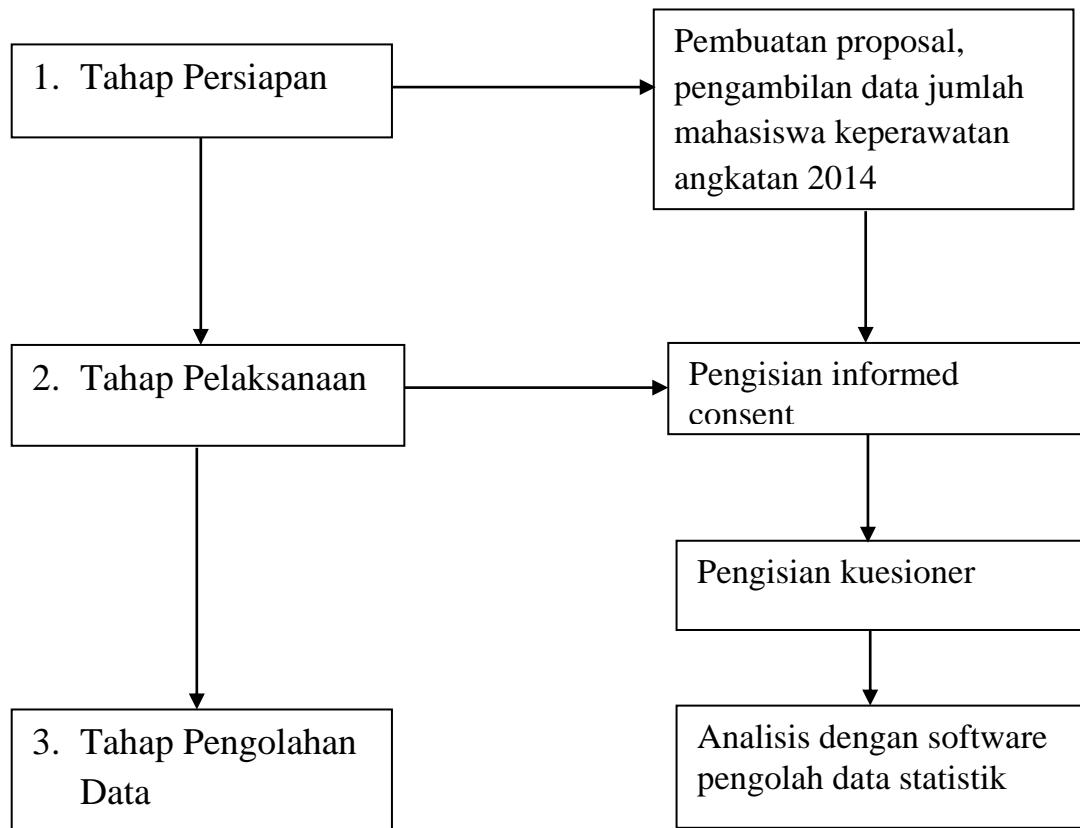 1. Tahap Persiapan
Pembuatan proposal,
pengambilan data jumlah
mahasiswa keperawatan
angkatan 2014
2. Tahap Pelaksanaan
Pengisian informed
consent
Pengisian kuesioner
3. Tahap Pengolahan
Data
Analisis dengan software
pengolah data statistik